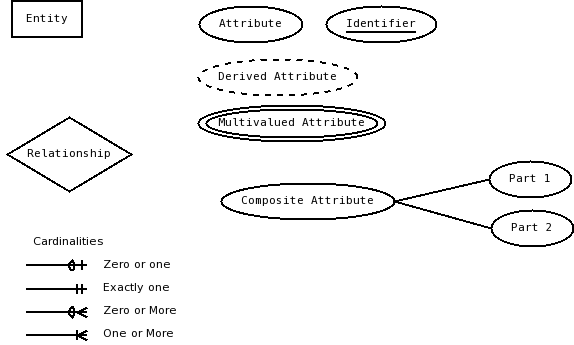 Entity
Attribute
Identifier
Derived Attribute
Multivalued Attribute
Relationship
Composite Attribute
Part 1
Part 2
Cardinalities
Zero or one
Exactly one
Zero or More
One or More